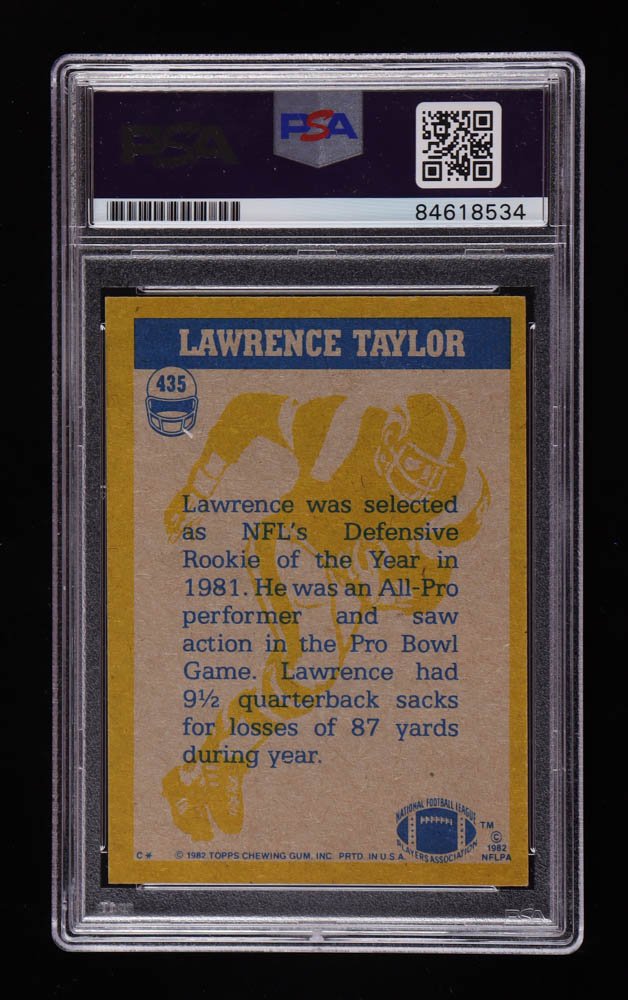 PSA
PSA
84618534
LAWRENCE TAYLOR
435
Lawrence was selected
as NFL's Defensive
Rookie of the Year in
1981. He was an All-Pro
performer and saw
action in the Pro Bowl
Game. Lawrence had
9½ quarterback sacks
for losses of 87 yards
during year.
NATIONAL FOOTBALL LEAGUE
PLAYERS ASSOCIATION
TM
© 1982 NFLPA
C* © 1982 TOPPS CHEWING GUM, INC. PRTD. IN U.S.A.
PSA